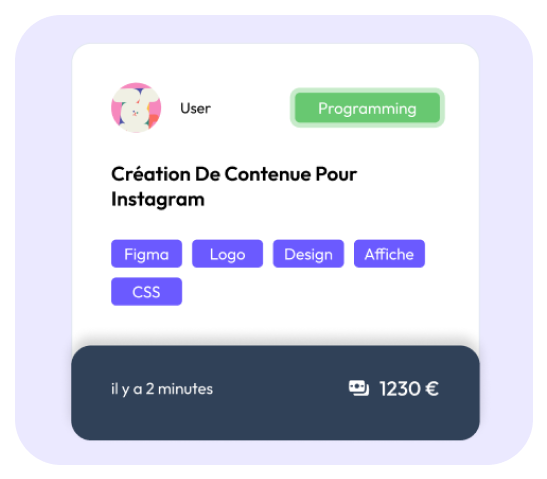 User
Programming
Création De Contenue Pour
Instagram
Figma Logo Design Affiche
CSS
il y a 2 minutes
1230 €